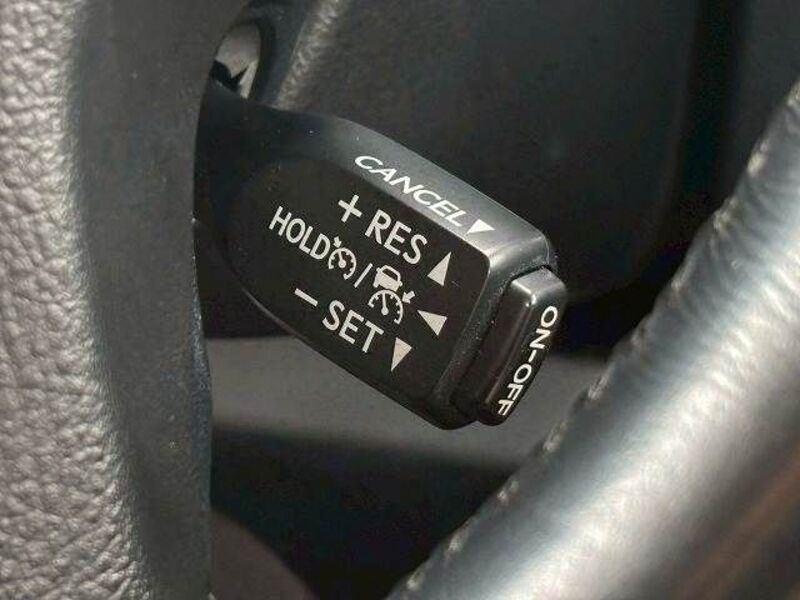 CANCEL
+ RES
HOLD /
− SET
ON-OFF